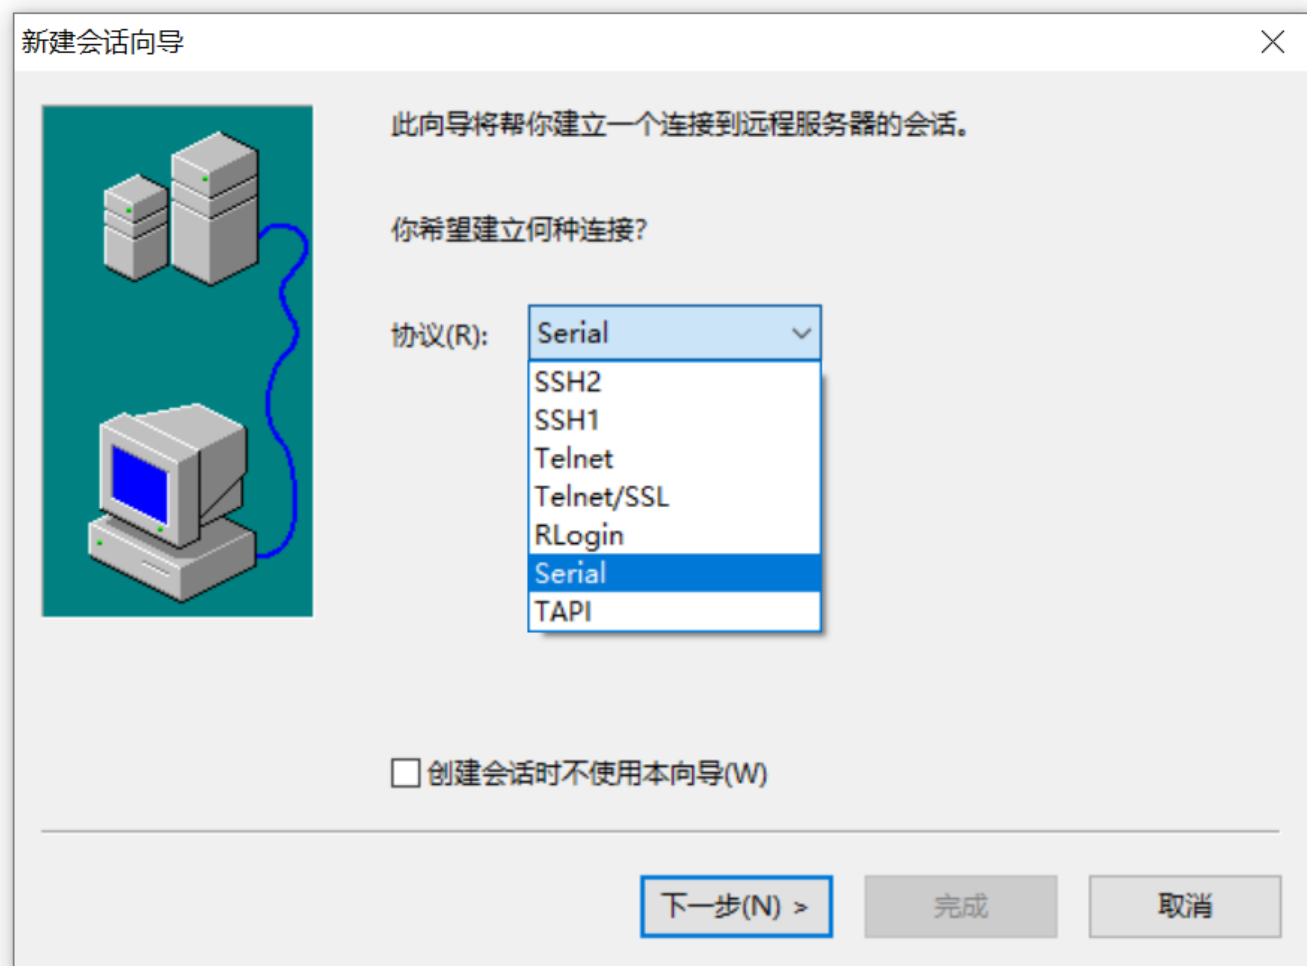 新建会话向导
此向导将帮你建立一个连接到远程服务器的会话。
你希望建立何种连接?
协议(R): Serial
SSH2
SSH1
Telnet
Telnet/SSL
RLogin
Serial
TAPI
创建会话时不使用本向导(W)
下一步(N) > 完成 取消